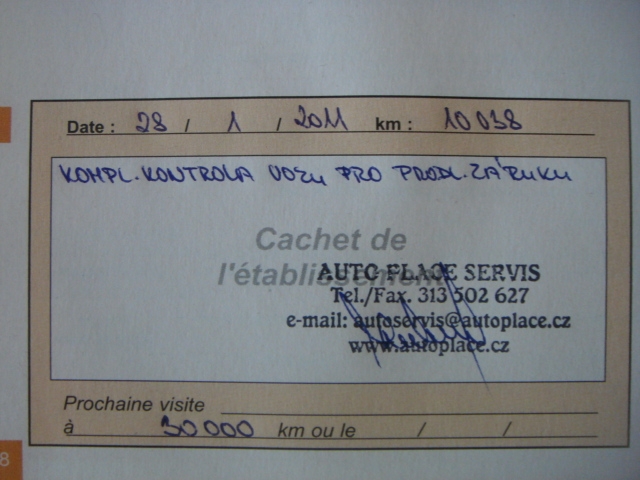 Date : 28 / 1 / 2011 km : 10 038
KOMPL. KONTROLA VOZU PRO PRODL. ZÁRUKU
Cachet de
l'établissement
AUTO PLACE SERVIS
Tel./Fax. 313 502 627
e-mail: autoservis@autoplace.cz
www.autoplace.cz
Prochaine visite
à 30 000 km ou le / /
8